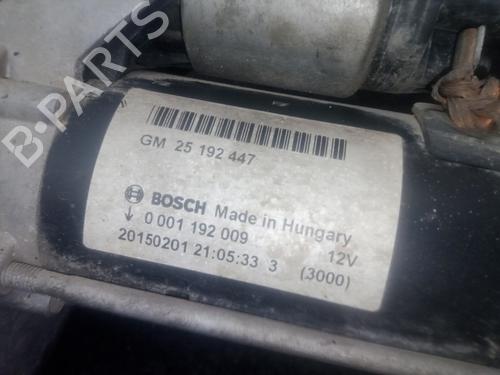 B-PARTS
GM 25 192 447
BOSCH Made in Hungary
0 001 192 009 12V
20150201 21:05:33 3 (3000)